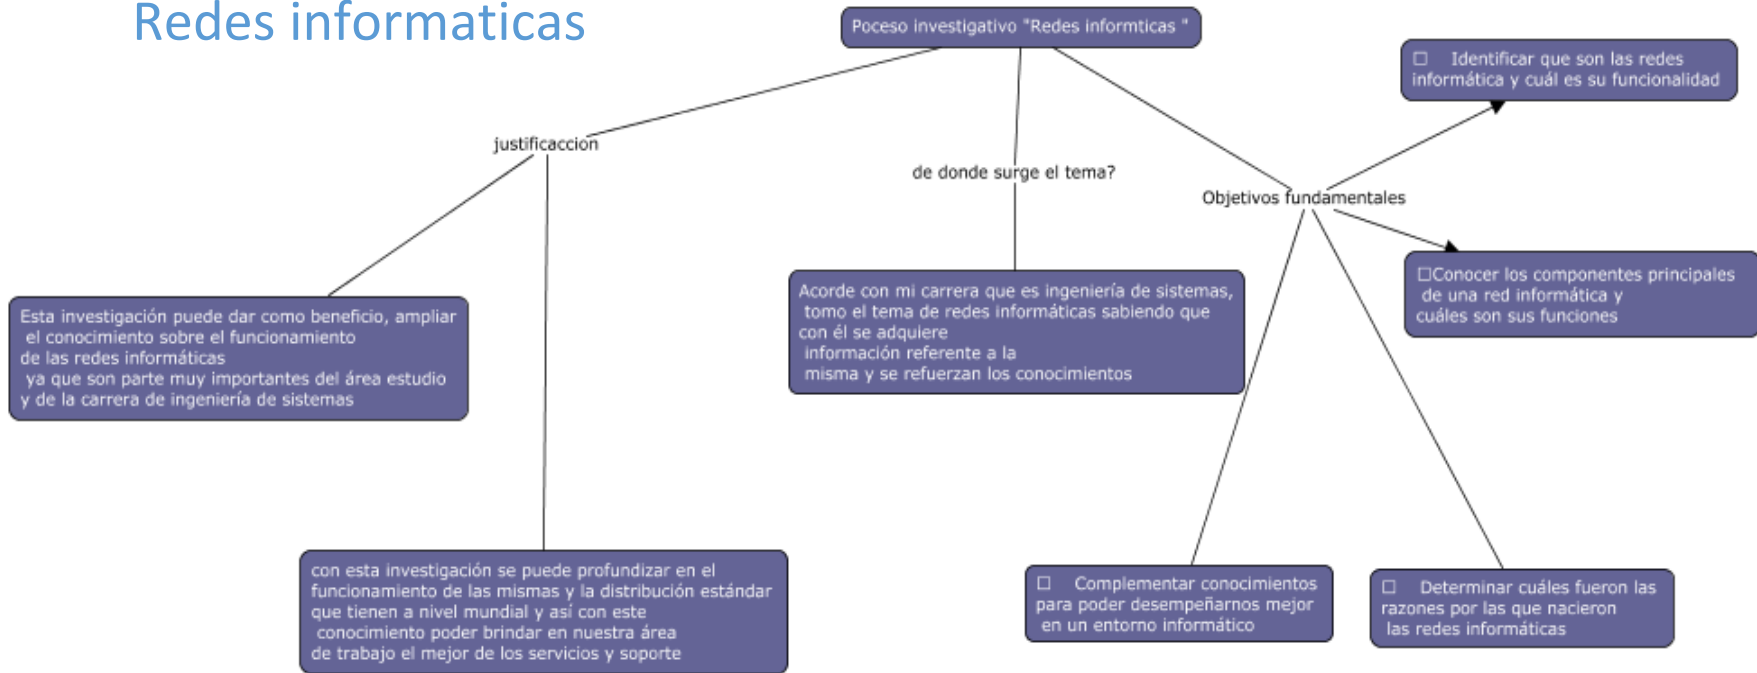 Redes informaticas
Poceso investigativo "Redes informticas "
justificaccion
de donde surge el tema?
Objetivos fundamentales
☐ Identificar que son las redes
informática y cuál es su funcionalidad
☐Conocer los componentes principales
de una red informática y
cuáles son sus funciones
Esta investigación puede dar como beneficio, ampliar
el conocimiento sobre el funcionamiento
de las redes informáticas
ya que son parte muy importantes del área estudio
y de la carrera de ingeniería de sistemas
Acorde con mi carrera que es ingeniería de sistemas,
tomo el tema de redes informáticas sabiendo que
con él se adquiere
información referente a la
misma y se refuerzan los conocimientos
con esta investigación se puede profundizar en el
funcionamiento de las mismas y la distribución estándar
que tienen a nivel mundial y así con este
conocimiento poder brindar en nuestra área
de trabajo el mejor de los servicios y soporte
☐ Complementar conocimientos
para poder desempeñarnos mejor
en un entorno informático
☐ Determinar cuáles fueron las
razones por las que nacieron
las redes informáticas